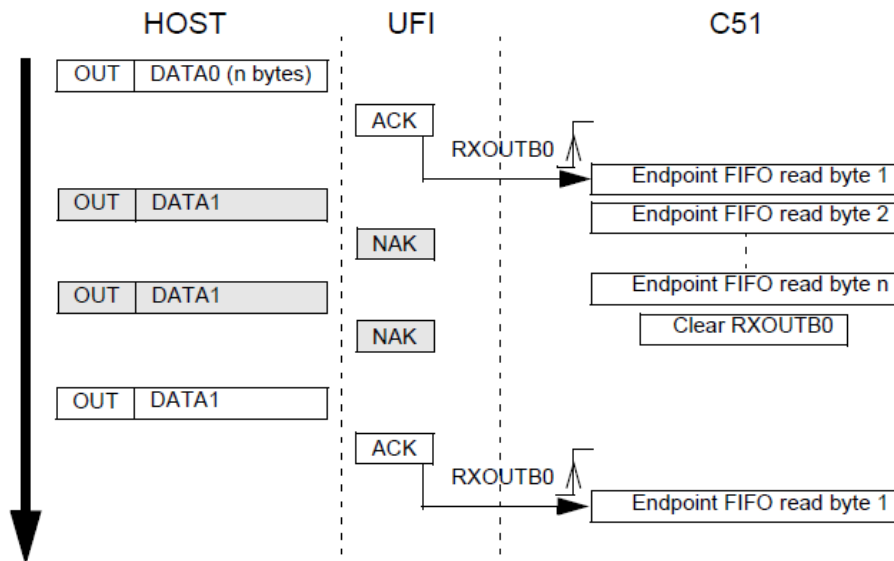 HOST UFI C51
OUT DATA0 (n bytes)
ACK
RXOUTB0
Endpoint FIFO read byte 1
OUT DATA1
Endpoint FIFO read byte 2
NAK
OUT DATA1
Endpoint FIFO read byte n
NAK
Clear RXOUTB0
OUT DATA1
ACK
RXOUTB0
Endpoint FIFO read byte 1